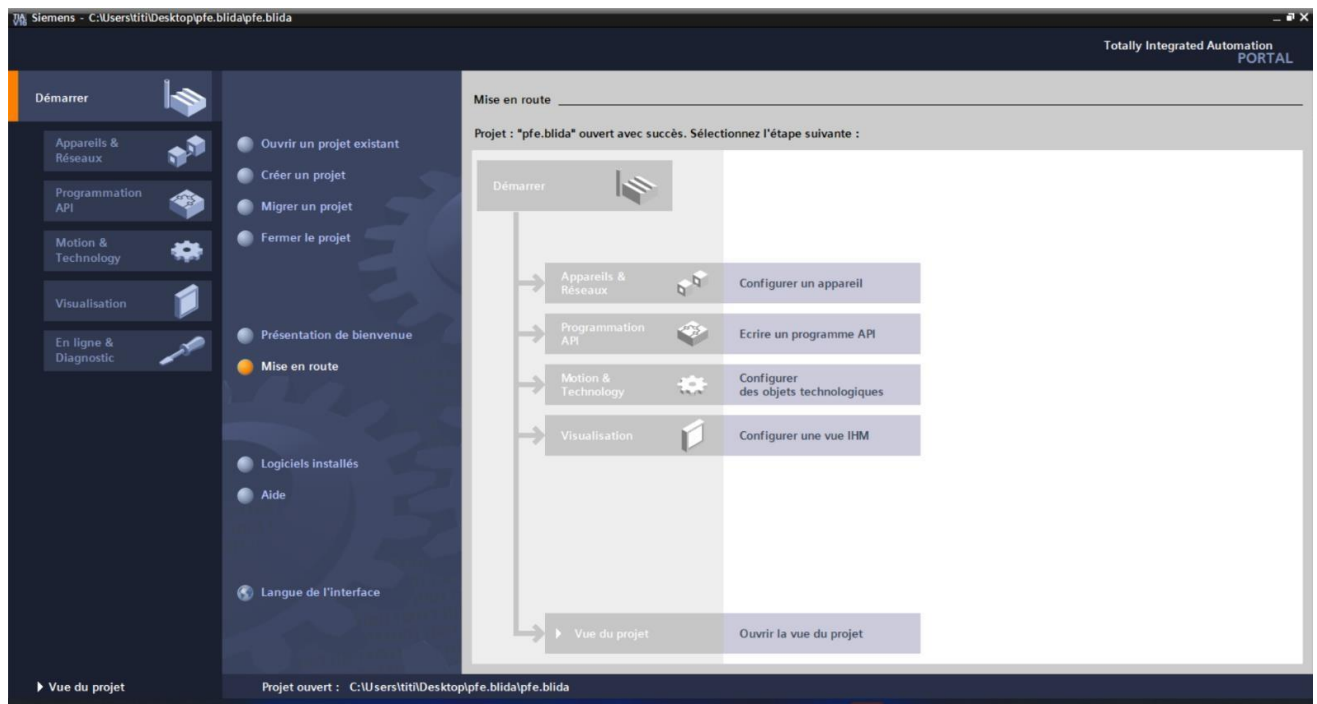 Siemens - C:\Users\titi\Desktop\pfe.blida\pfe.blida
Totally Integrated Automation
PORTAL
Démarrer
Appareils &
Réseaux
Programmation
API
Motion &
Technology
Visualisation
En ligne &
Diagnostic
Ouvrir un projet existant
Créer un projet
Migrer un projet
Fermer le projet
Présentation de bienvenue
Mise en route
Logiciels installés
Aide
Langue de l'interface
Mise en route
Projet : "pfe.blida" ouvert avec succès. Sélectionnez l'étape suivante :
Démarrer
Appareils &
Réseaux
Configurer un appareil
Programmation
API
Ecrire un programme API
Motion &
Technology
Configurer
des objets technologiques
Visualisation
Configurer une vue IHM
Vue du projet
Ouvrir la vue du projet
Vue du projet
Projet ouvert : C:\Users\titi\Desktop\pfe.blida\pfe.blida